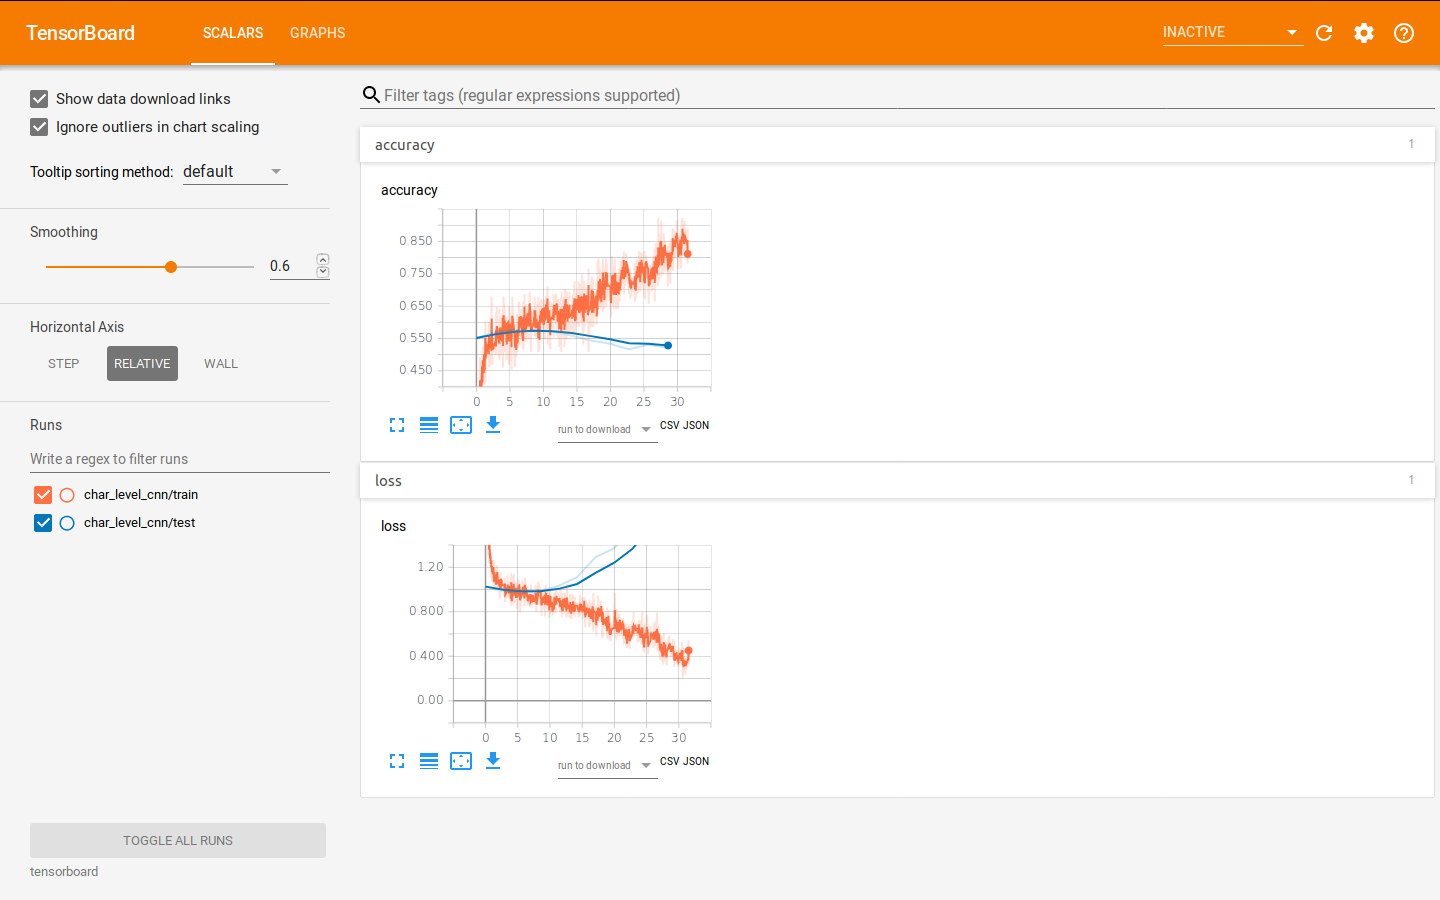 TensorBoard SCALARS GRAPHS INACTIVE
Show data download links
Ignore outliers in chart scaling
Tooltip sorting method: default
Smoothing
0.6
Horizontal Axis
STEP RELATIVE WALL
Runs
Write a regex to filter runs
char_level_cnn/train
char_level_cnn/test
TOGGLE ALL RUNS
tensorboard
Filter tags (regular expressions supported)
accuracy 1
accuracy
0.850
0.750
0.650
0.550
0.450
0 5 10 15 20 25 30
run to download CSV JSON
loss 1
loss
1.20
0.800
0.400
0.00
0 5 10 15 20 25 30
run to download CSV JSON